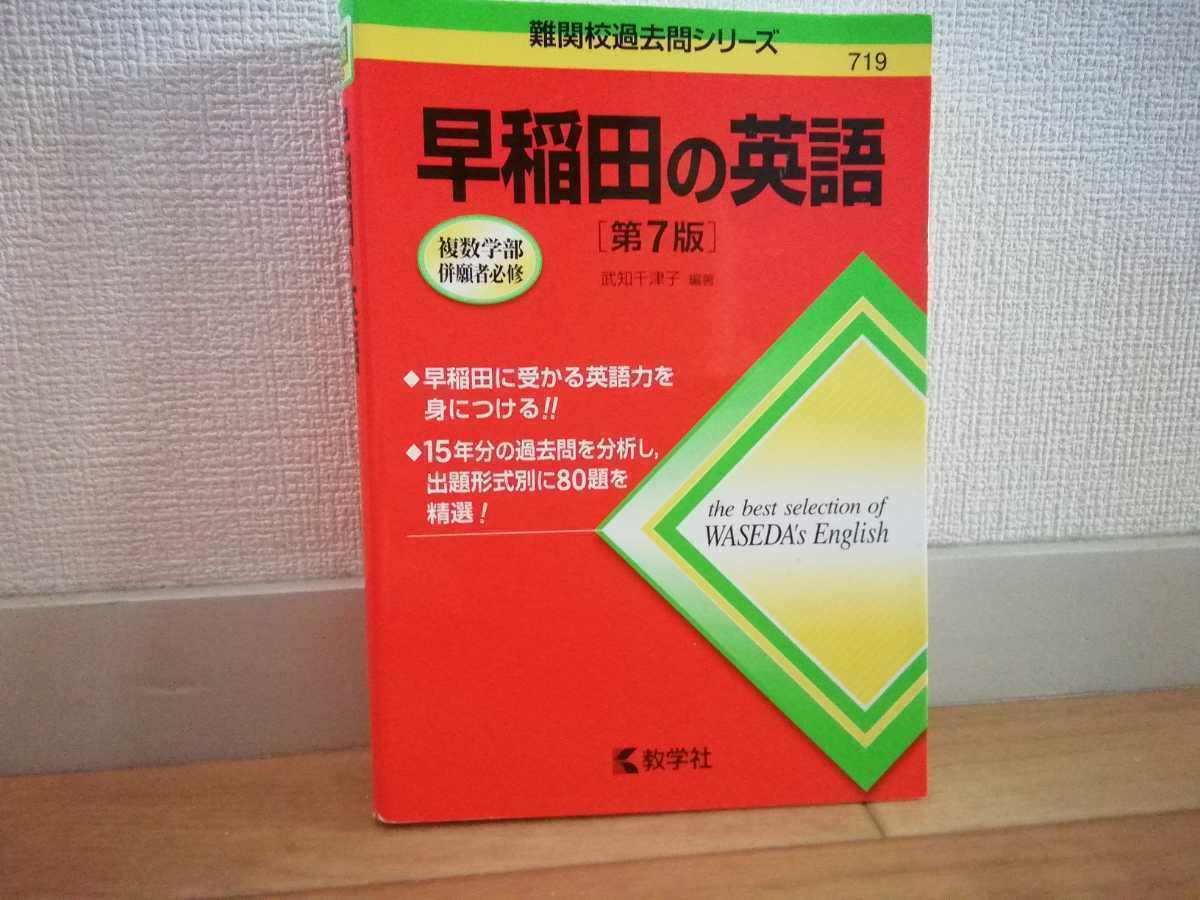 難関校過去問シリーズ
719
早稲田の英語
[第7版]
複数学部
併願者必修
武知千津子 編著
◆早稲田に受かる英語力を
身につける!!
◆15年分の過去問を分析し,
出題形式別に80題を
精選!
the best selection of
WASEDA's English
教学社